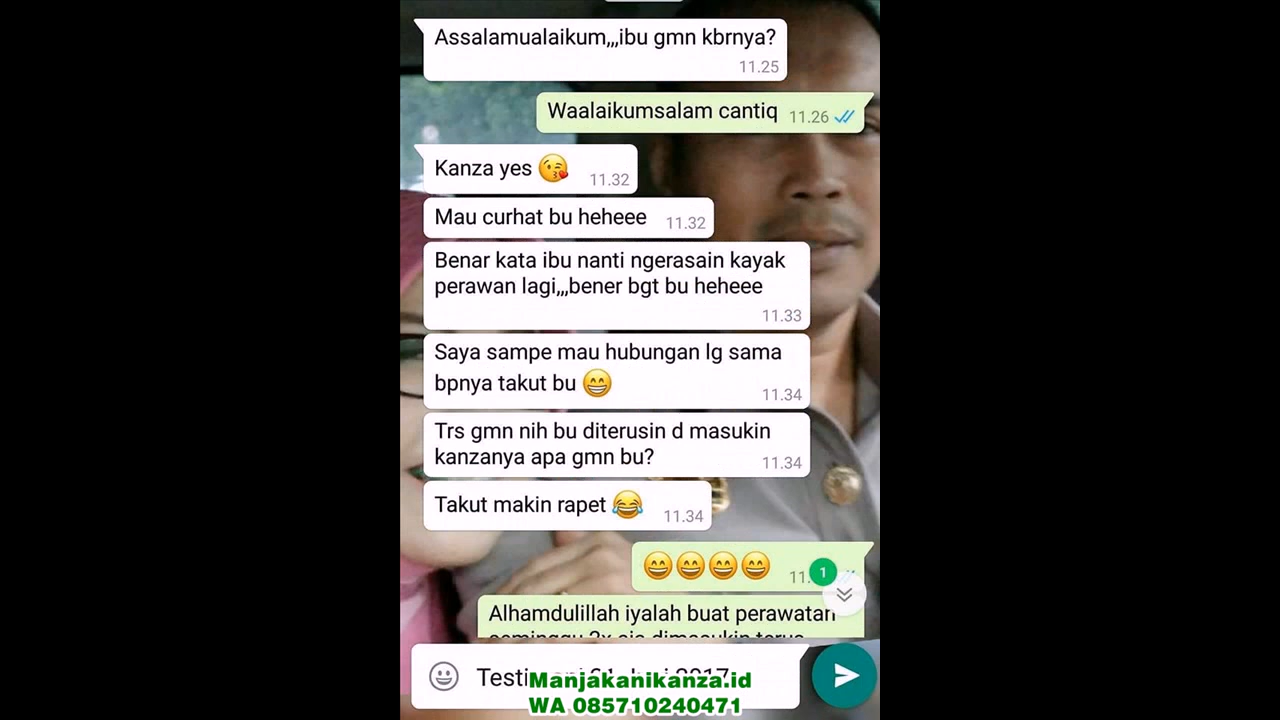 Assalamualaikum,,,ibu gmn kbrnya?
11.25
Waalaikumsalam cantiq 11.26
Kanza yes 😘 11.32
Mau curhat bu heheee 11.32
Benar kata ibu nanti ngerasain kayak
perawan lagi,,,bener bgt bu heheee
11.33
Saya sampe mau hubungan lg sama
bpnya takut bu 😁 11.34
Trs gmn nih bu diterusin d masukin
kanzanya apa gmn bu? 11.34
Takut makin rapet 😂 11.34
😄😄😄😄 11.
1
Alhamdulillah iyalah buat perawatan
Manjakanikanza.id
WA 085710240471